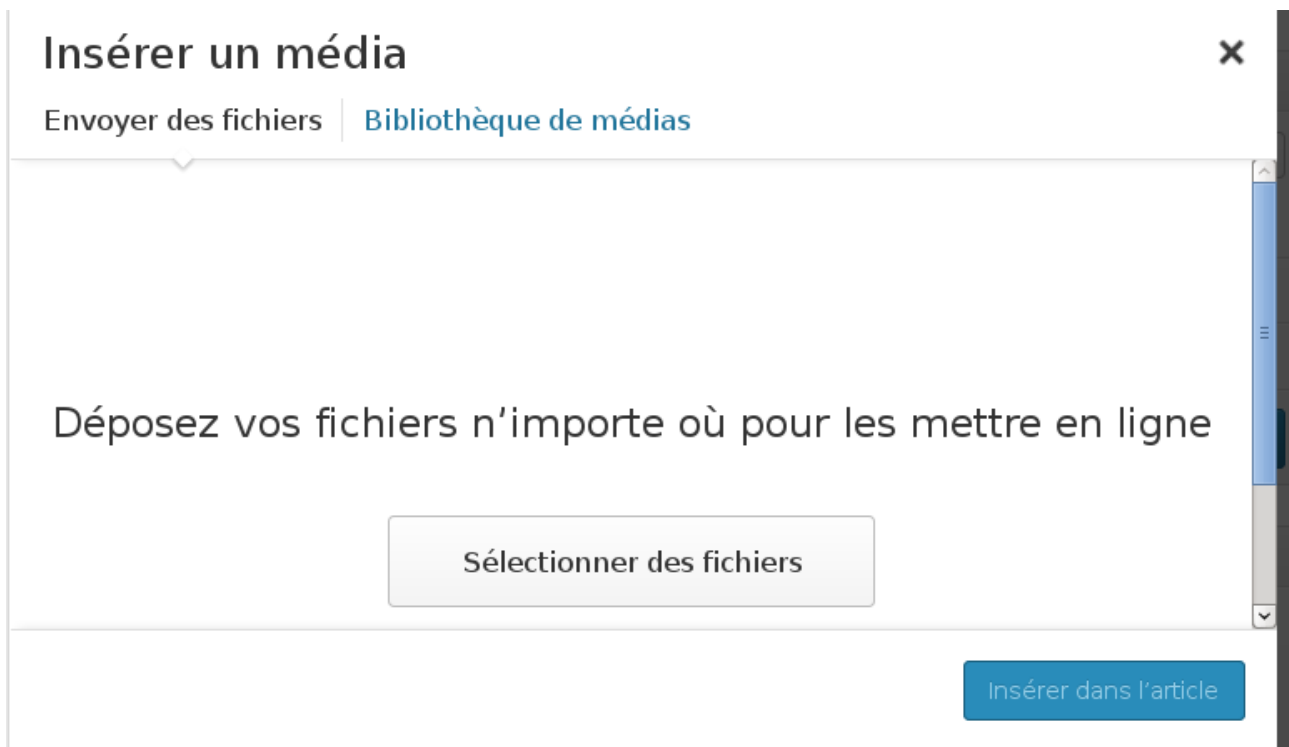 Insérer un média
Envoyer des fichiers Bibliothèque de médias
Déposez vos fichiers n’importe où pour les mettre en ligne
Sélectionner des fichiers
Insérer dans l’article